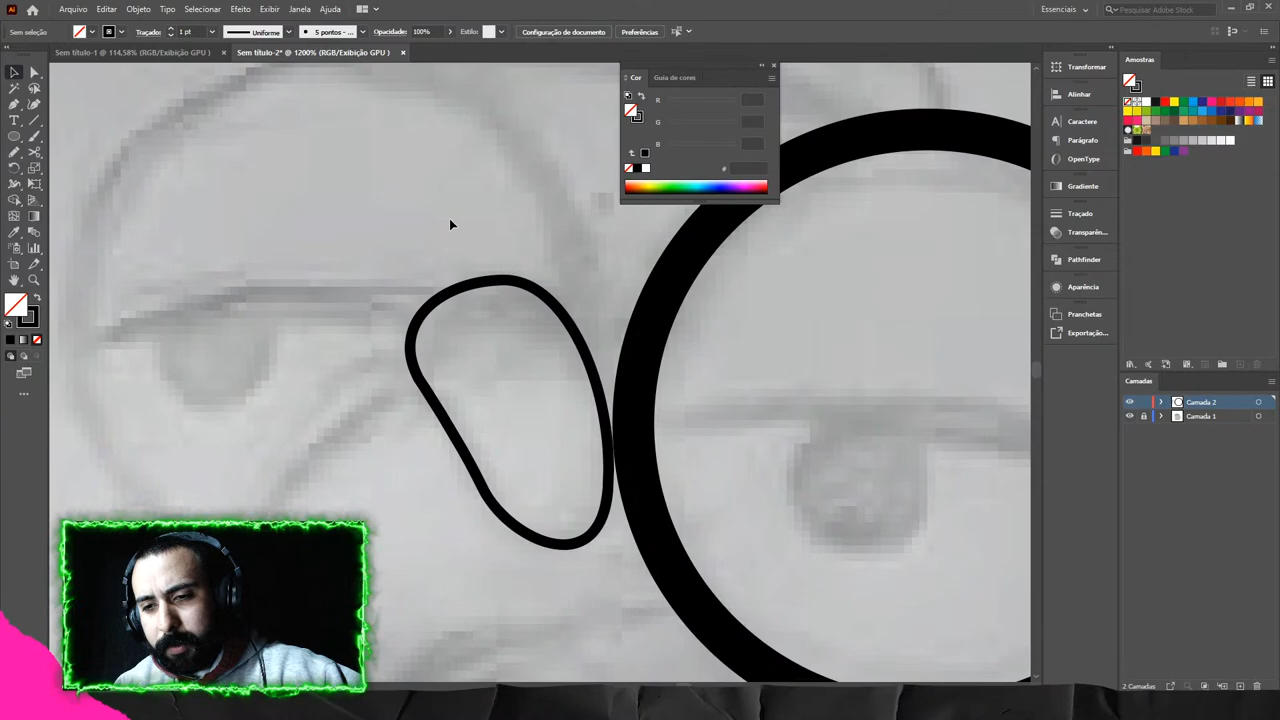 Ai Arquivo Editar Objeto Tipo Selecionar Efeito Exibir Janela Ajuda Essenciais Pesquisar Adobe Stock
Sem seleção Traçado: 1 pt Uniforme 5 pontos - ... Opacidade: 100% Estilo: Configuração de documento Preferências
Sem título-1 @ 114,58% (RGB/Exibição GPU ) × Sem título-2* @ 1200% (RGB/Exibição GPU ) ×
Cor Guia de cores
R
G
B
#
Transformar
Alinhar
Caractere
Parágrafo
OpenType
Gradiente
Traçado
Transparên...
Pathfinder
Aparência
Pranchetas
Exportação...
Amostras
Camadas
Camada 2
Camada 1
2 Camadas